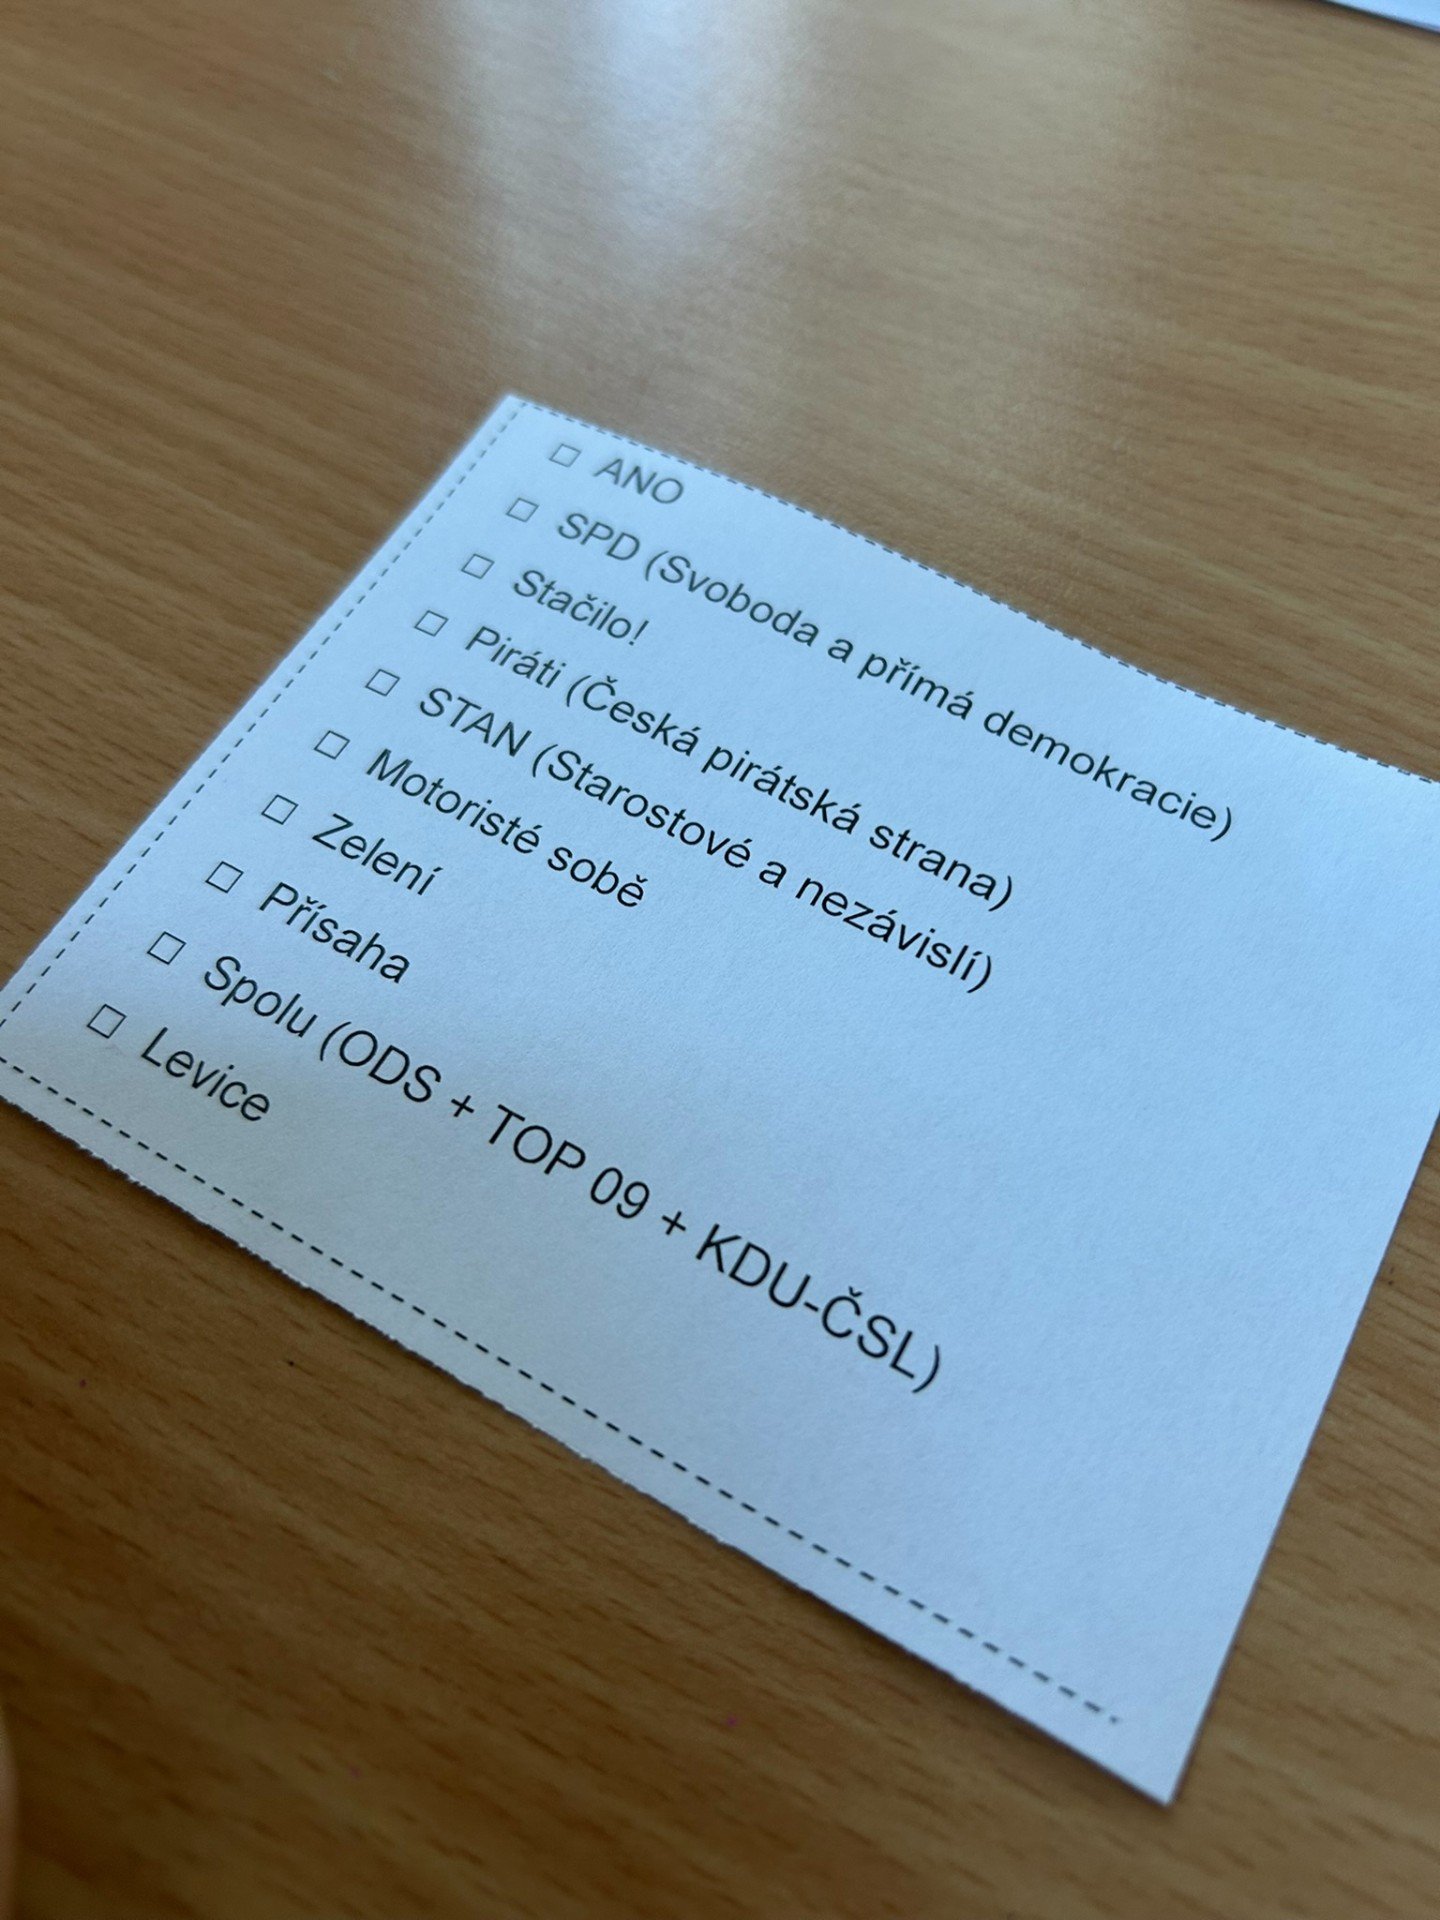 ☐ ANO
☐ SPD (Svoboda a přímá demokracie)
☐ Stačilo!
☐ Piráti (Česká pirátská strana)
☐ STAN (Starostové a nezávislí)
☐ Motoristé sobě
☐ Zelení
☐ Přísaha
☐ Spolu (ODS + TOP 09 + KDU-ČSL)
☐ Levice